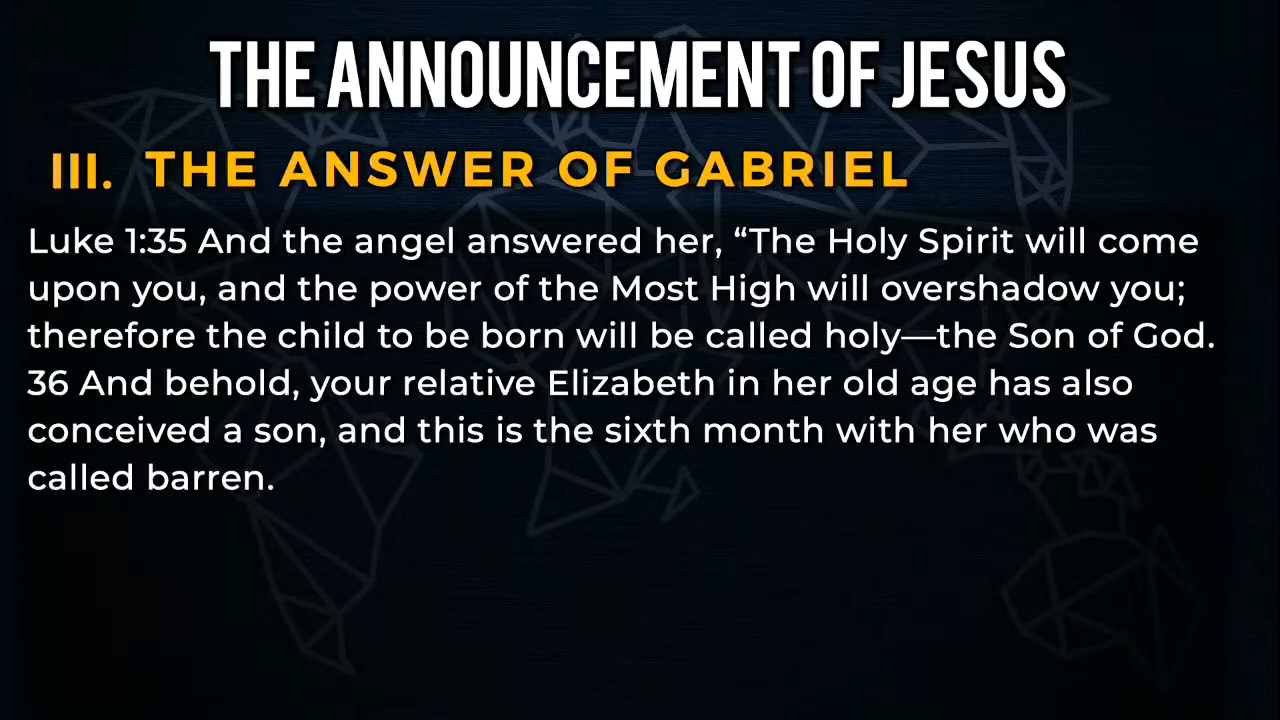 THE ANNOUNCEMENT OF JESUS
III. THE ANSWER OF GABRIEL
Luke 1:35 And the angel answered her, “The Holy Spirit will come
upon you, and the power of the Most High will overshadow you;
therefore the child to be born will be called holy—the Son of God.
36 And behold, your relative Elizabeth in her old age has also
conceived a son, and this is the sixth month with her who was
called barren.